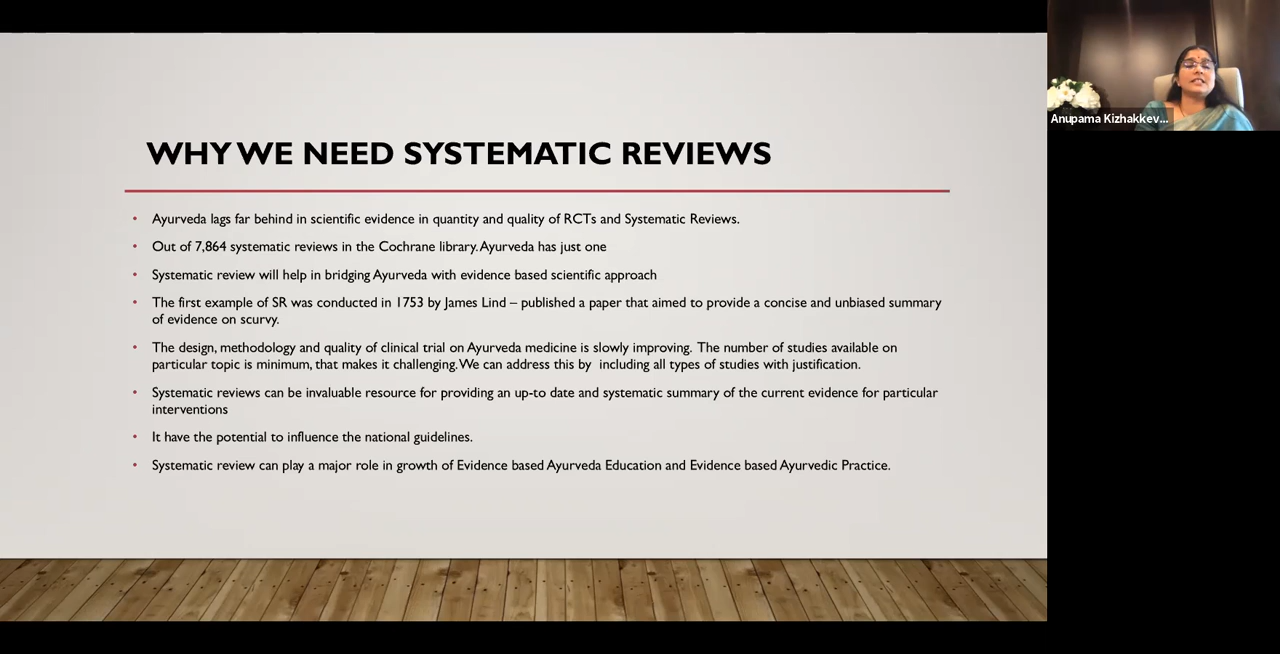 WHY WE NEED SYSTEMATIC REVIEWS
• Ayurveda lags far behind in scientific evidence in quantity and quality of RCTs and Systematic Reviews.
• Out of 7,864 systematic reviews in the Cochrane library. Ayurveda has just one
• Systematic review will help in bridging Ayurveda with evidence based scientific approach
• The first example of SR was conducted in 1753 by James Lind – published a paper that aimed to provide a concise and unbiased summary
of evidence on scurvy.
• The design, methodology and quality of clinical trial on Ayurveda medicine is slowly improving. The number of studies available on
particular topic is minimum, that makes it challenging. We can address this by including all types of studies with justification.
• Systematic reviews can be invaluable resource for providing an up-to date and systematic summary of the current evidence for particular
interventions
• It have the potential to influence the national guidelines.
• Systematic review can play a major role in growth of Evidence based Ayurveda Education and Evidence based Ayurvedic Practice.
Anupama Kizhakkev...